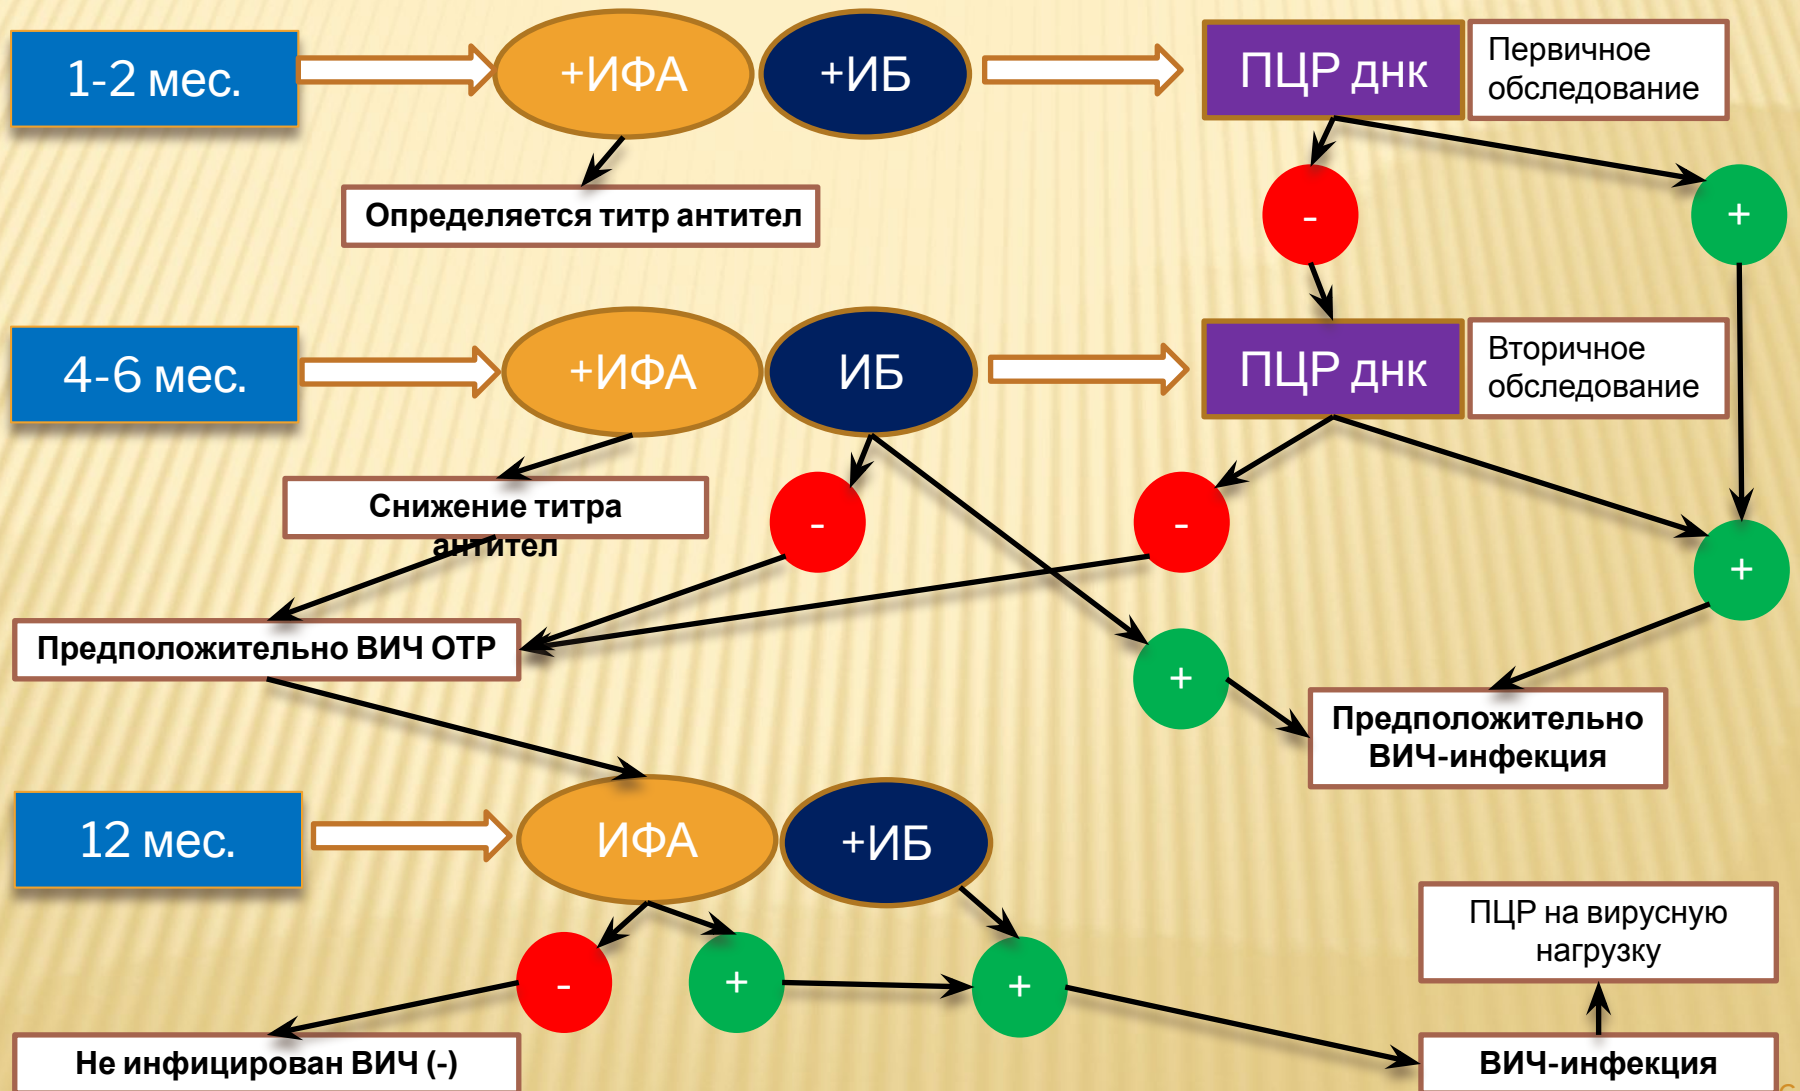 1-2 мес.
+ИФА
+ИБ
ПЦР днк
Первичное
обследование
Определяется титр антител
-
+
4-6 мес.
+ИФА
ИБ
ПЦР днк
Вторичное
обследование
Снижение титра
антител
-
-
+
Предположительно ВИЧ ОТР
+
Предположительно
ВИЧ-инфекция
12 мес.
ИФА
+ИБ
ПЦР на вирусную
нагрузку
-
+
+
Не инфицирован ВИЧ (-)
ВИЧ-инфекция